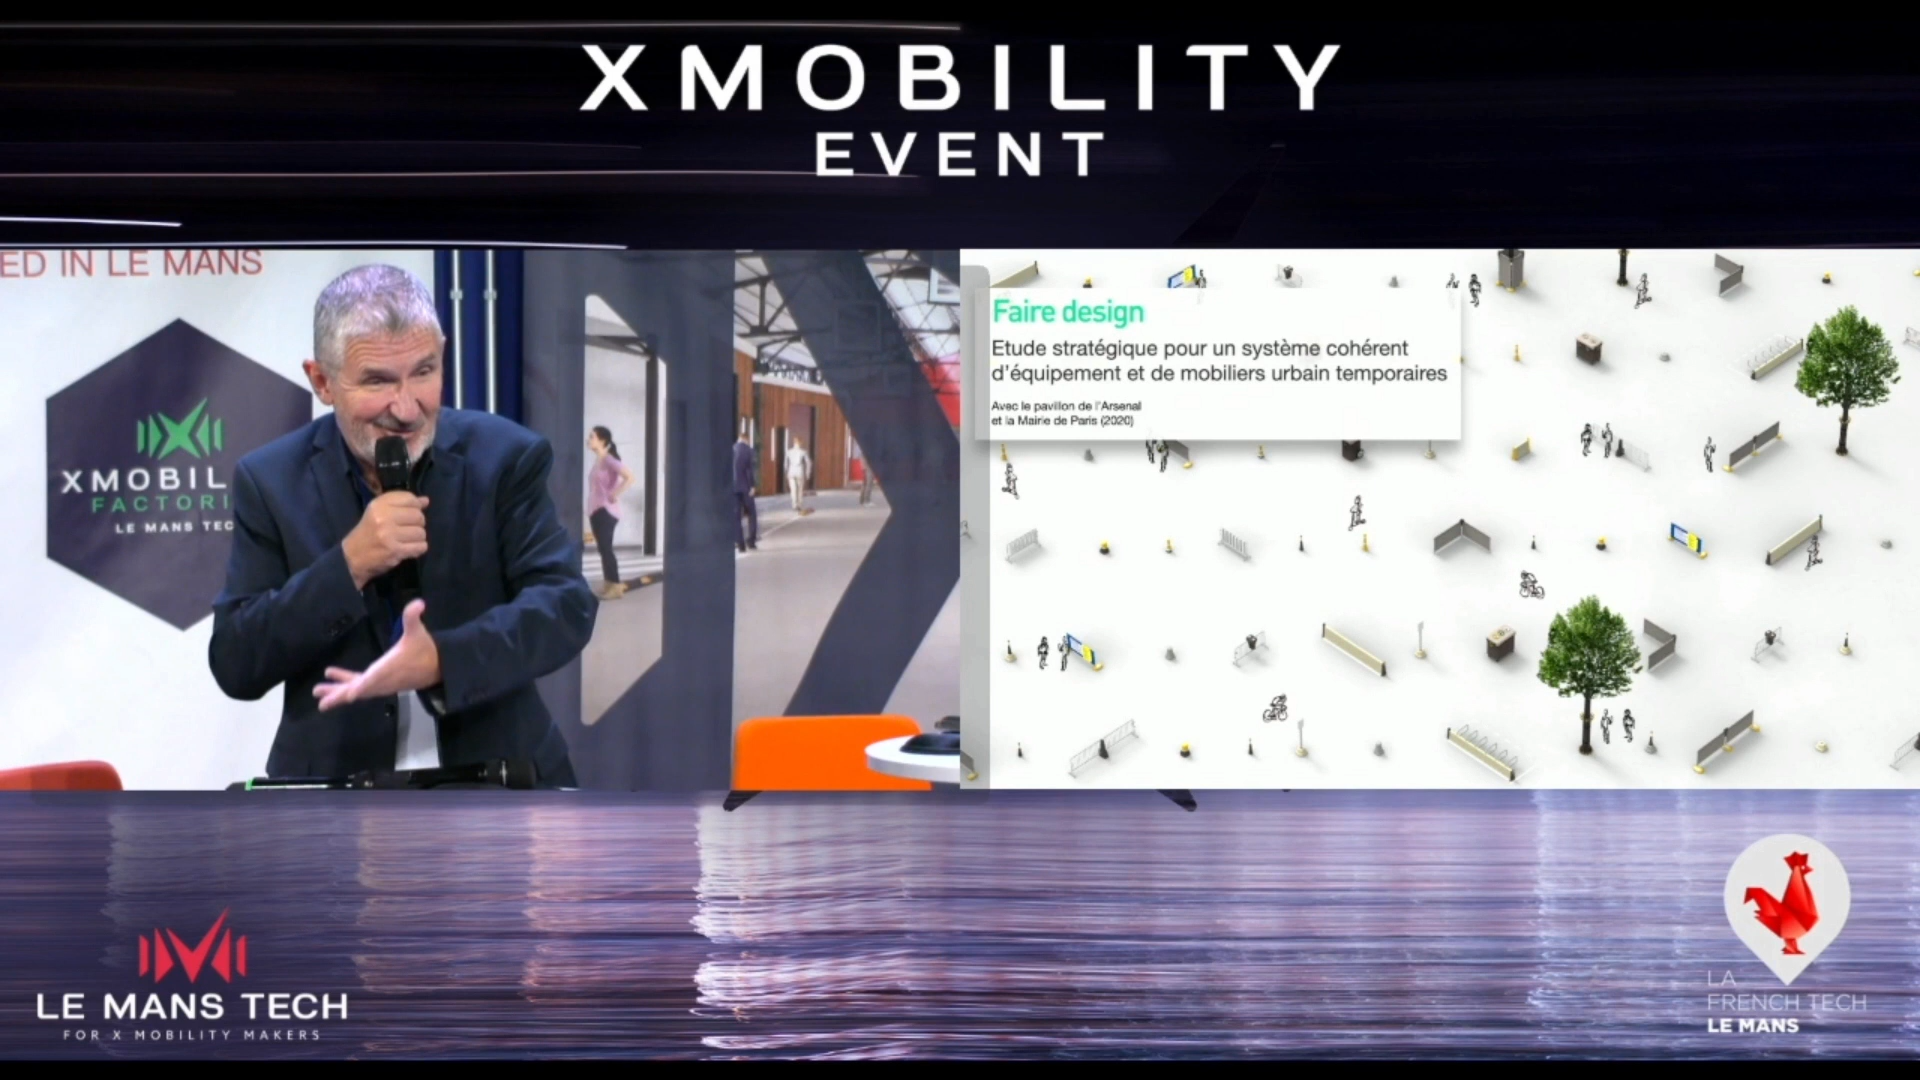 XMOBILITY
EVENT
ED IN LE MANS
XMOBIL
FACTORI
LE MANS TEC
Faire design
Etude stratégique pour un système cohérent
d'équipement et de mobiliers urbain temporaires
Avec le pavillon de l'Arsenal
et la Mairie de Paris (2020)
LE MANS TECH
FOR X MOBILITY MAKERS
LA
FRENCH TECH
LE MANS